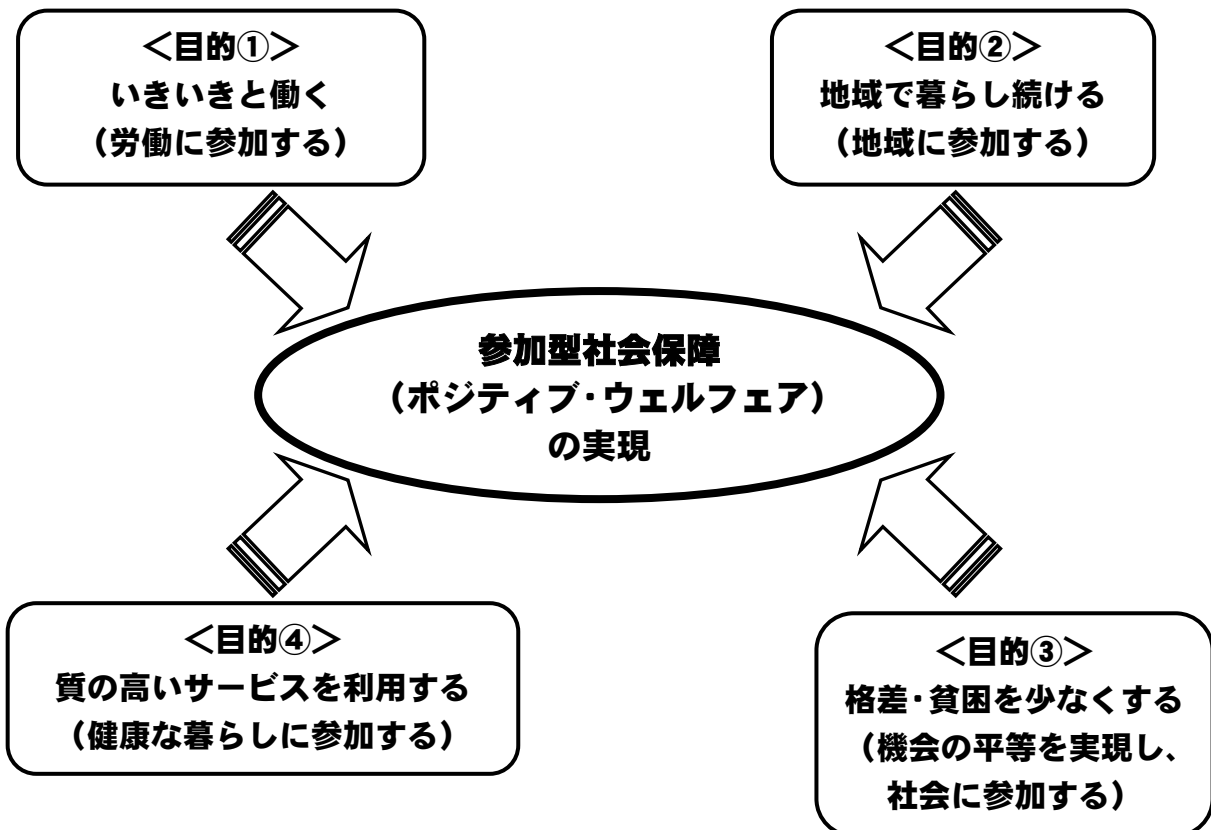 <目的①>
いきいきと働く
(労働に参加する)
<目的②>
地域で暮らし続ける
(地域に参加する)
参加型社会保障
(ポジティブ・ウェルフェア)
の実現
<目的④>
質の高いサービスを利用する
(健康な暮らしに参加する)
<目的③>
格差・貧困を少なくする
(機会の平等を実現し、
社会に参加する)